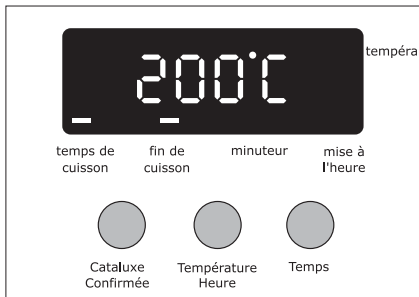 200°C
tempéra
temps de cuisson
fin de cuisson
minuteur
mise à l'heure
Cataluxe Confirmée
Température Heure
Temps